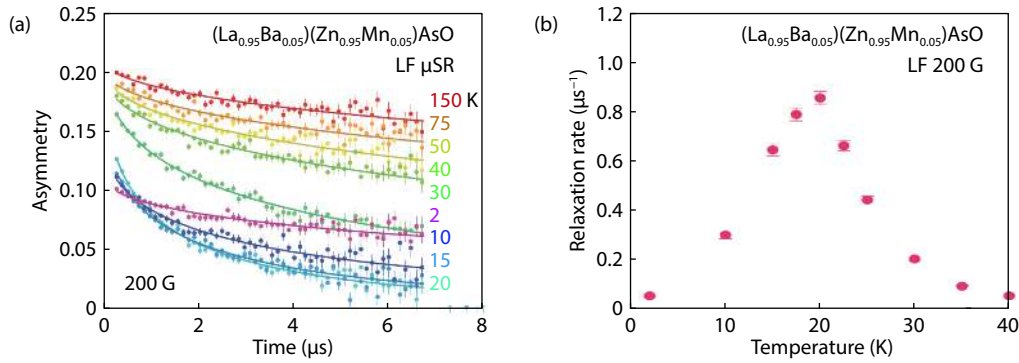 (a)
0.25
0.20
0.15
0.10
0.05
0
Asymmetry
(La₀.₉₅Ba₀.₀₅)(Zn₀.₉₅Mn₀.₀₅)AsO
LF μSR
150 K
75
50
40
30
2
10
15
20
200 G
0 2 4 6 8
Time (μs)
(b)
1.2
1.0
0.8
0.6
0.4
0.2
0
Relaxation rate (μs⁻¹)
(La₀.₉₅Ba₀.₀₅)(Zn₀.₉₅Mn₀.₀₅)AsO
LF 200 G
0 10 20 30 40
Temperature (K)